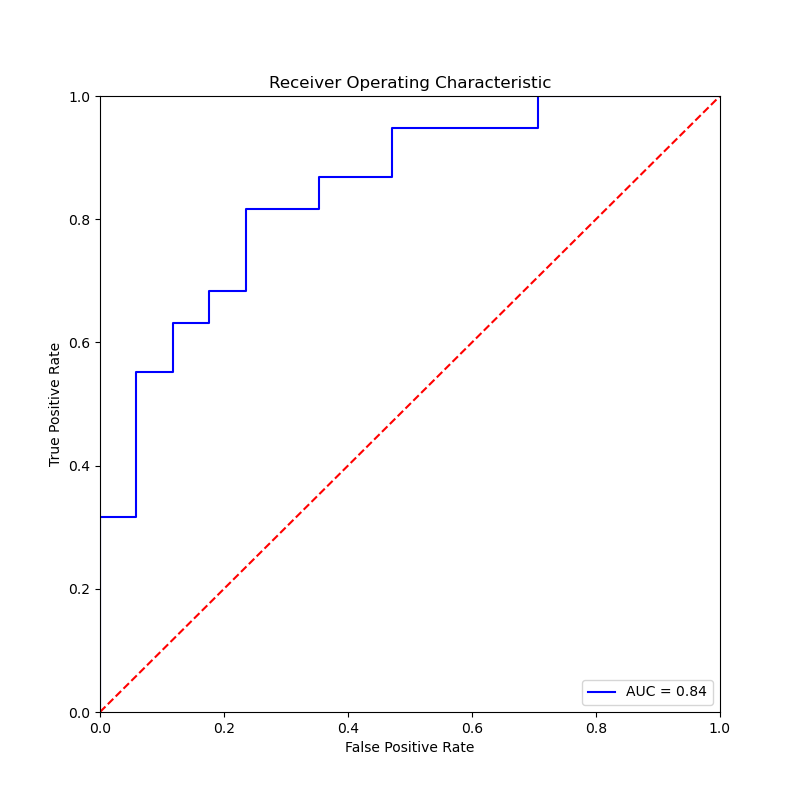 Receiver Operating Characteristic
1.0
0.8
0.6
0.4
0.2
0.0
True Positive Rate
AUC = 0.84
0.0 0.2 0.4 0.6 0.8 1.0
False Positive Rate